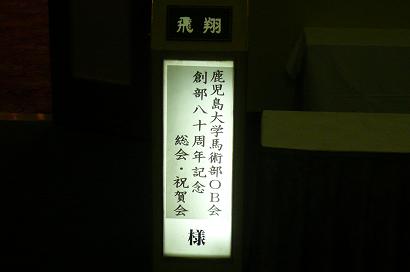 飛翔
鹿児島大学馬術部OB会
創部八十周年記念
総会・祝賀会
様